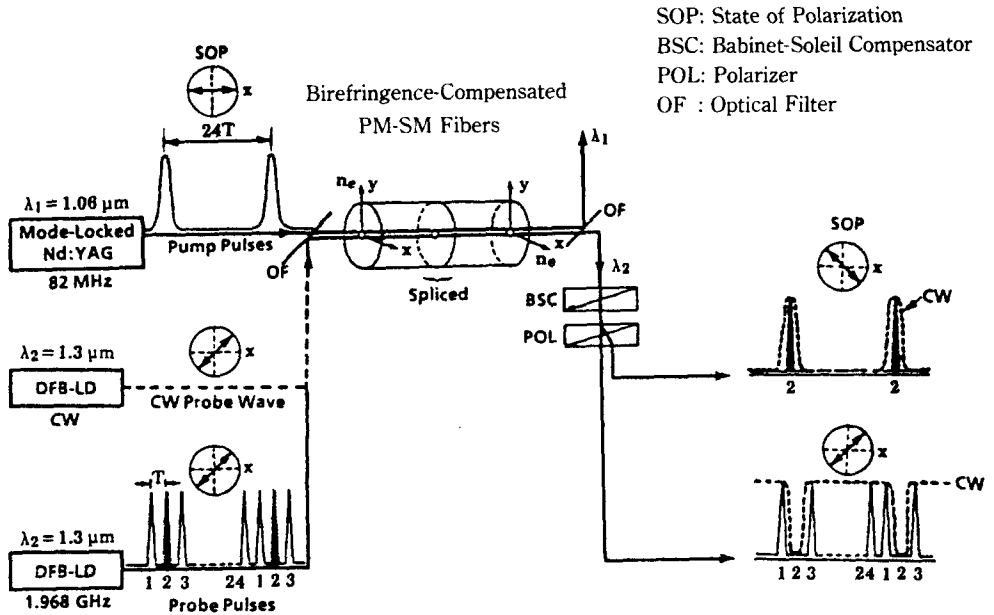 SOP: State of Polarization
BSC: Babinet-Soleil Compensator
POL: Polarizer
OF : Optical Filter
SOP
x
24T
Birefringence-Compensated
PM-SM Fibers
λ₁
λ₁ = 1.06 μm
Mode-Locked
Nd:YAG
82 MHz
Pump Pulses
OF
nₑ y
x
y
x
nₑ
OF
Spliced
λ₂
BSC
POL
SOP
x
CW
2 2
λ₂ = 1.3 μm
DFB-LD
CW
x
CW Probe Wave
x
T
λ₂ = 1.3 μm
DFB-LD
1.968 GHz
1 2 3 24 1 2 3
Probe Pulses
x
CW
1 2 3 24 1 2 3